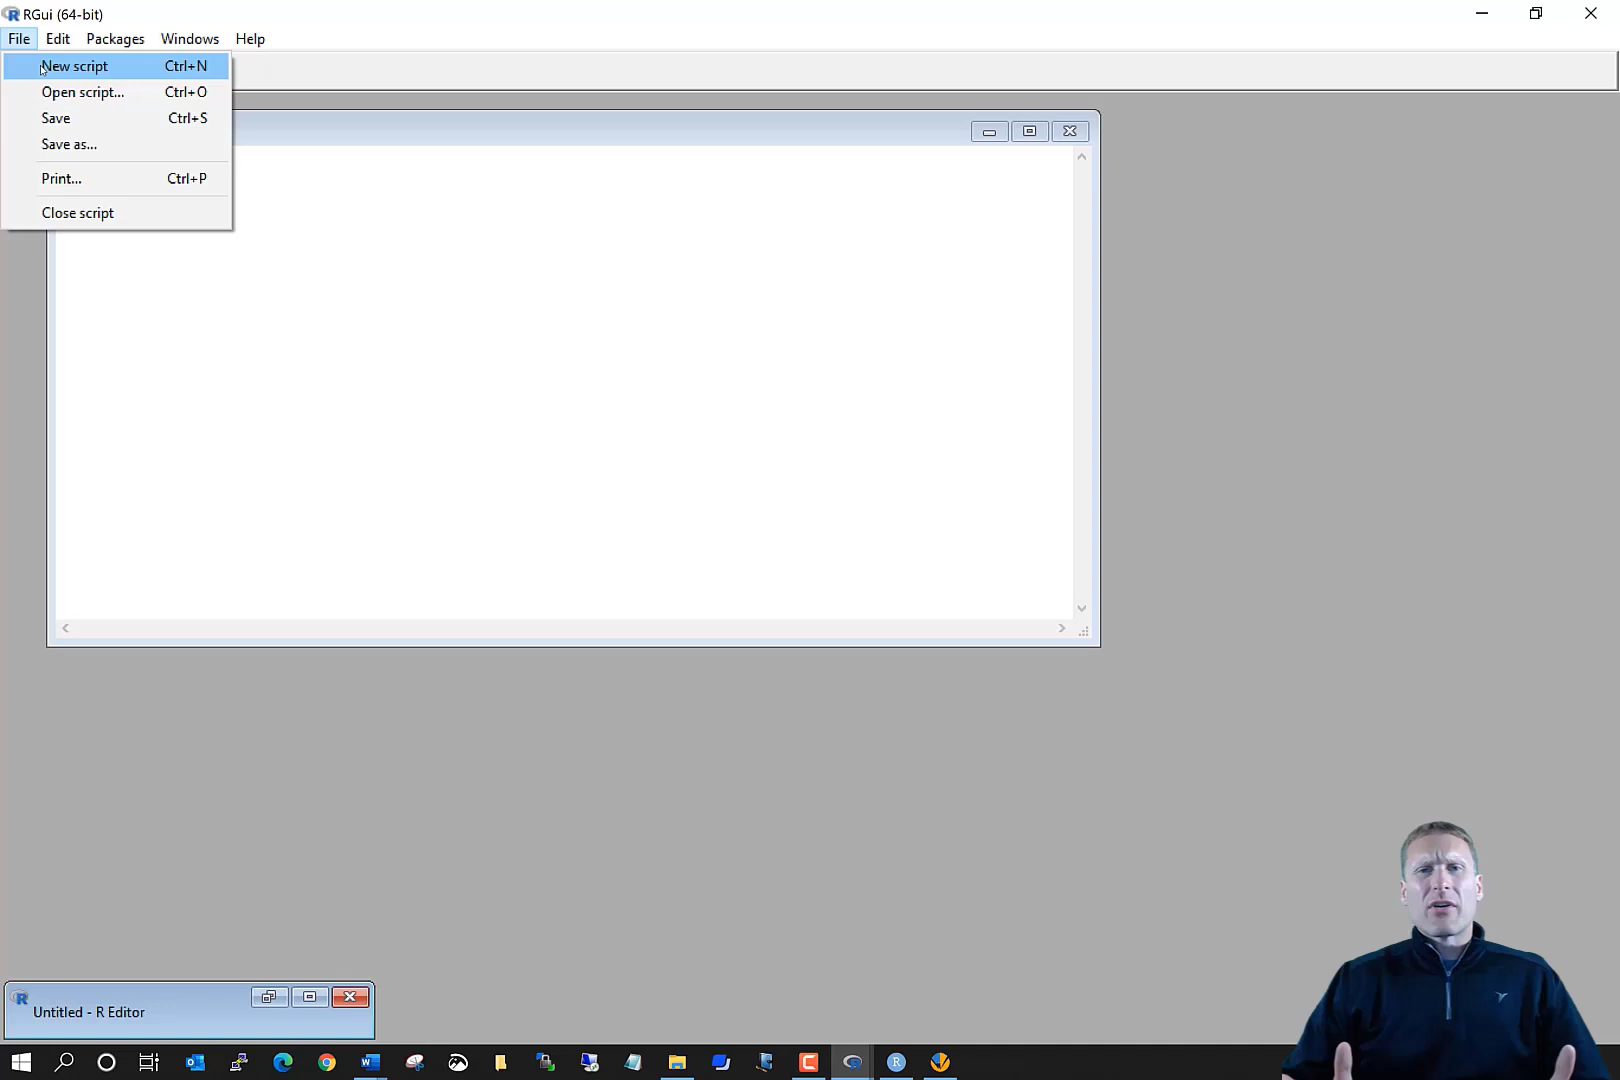 RGui (64-bit)
File Edit Packages Windows Help
New script Ctrl+N
Open script... Ctrl+O
Save Ctrl+S
Save as...
Print... Ctrl+P
Close script
Untitled - R Editor